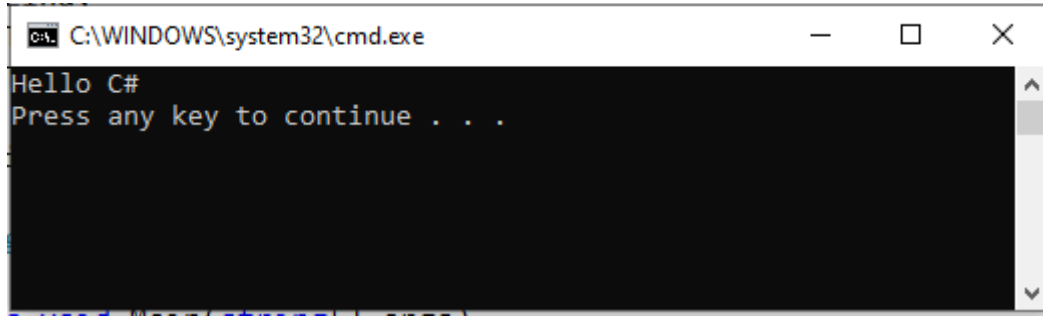 C:\WINDOWS\system32\cmd.exe
Hello C#
Press any key to continue . . .